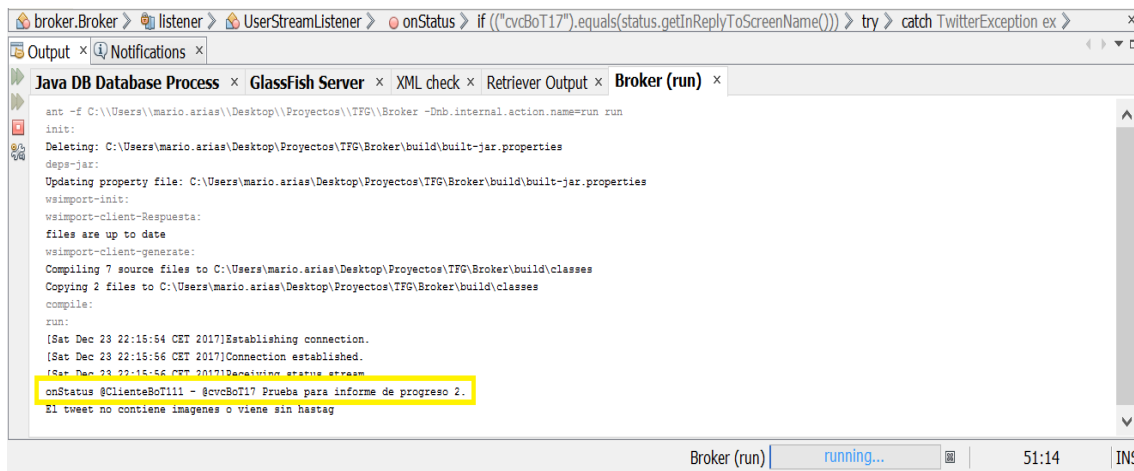 broker.Broker listener UserStreamListener onStatus if (("cvcBoT17").equals(status.getInReplyToScreenName())) try catch TwitterException ex
Output Notifications
Java DB Database Process GlassFish Server XML check Retriever Output Broker (run)
ant -f C:\\Users\\mario.arias\\Desktop\\Proyectos\\TFG\\Broker -Dnb.internal.action.name=run run
init:
Deleting: C:\Users\mario.arias\Desktop\Proyectos\TFG\Broker\build\built-jar.properties
deps-jar:
Updating property file: C:\Users\mario.arias\Desktop\Proyectos\TFG\Broker\build\built-jar.properties
wsimport-init:
wsimport-client-Respuesta:
files are up to date
wsimport-client-generate:
Compiling 7 source files to C:\Users\mario.arias\Desktop\Proyectos\TFG\Broker\build\classes
Copying 2 files to C:\Users\mario.arias\Desktop\Proyectos\TFG\Broker\build\classes
compile:
run:
[Sat Dec 23 22:15:54 CET 2017]Establishing connection.
[Sat Dec 23 22:15:56 CET 2017]Connection established.
[Sat Dec 23 22:15:56 CET 2017]Receiving status stream.
onStatus @ClienteBoT111 - @cvcBoT17 Prueba para informe de progreso 2.
El tweet no contiene imagenes o viene sin hastag
Broker (run) running... 51:14 INS